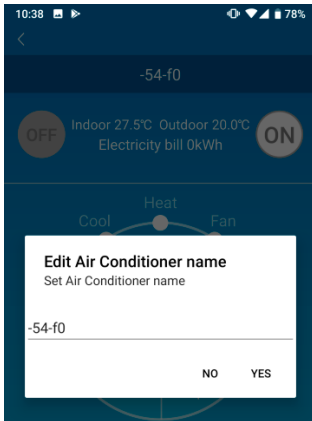 10:38 78%
-54-f0
OFF Indoor 27.5℃ Outdoor 20.0℃ ON
Electricity bill 0kWh
Heat
Cool Fan
Edit Air Conditioner name
Set Air Conditioner name
-54-f0
NO YES